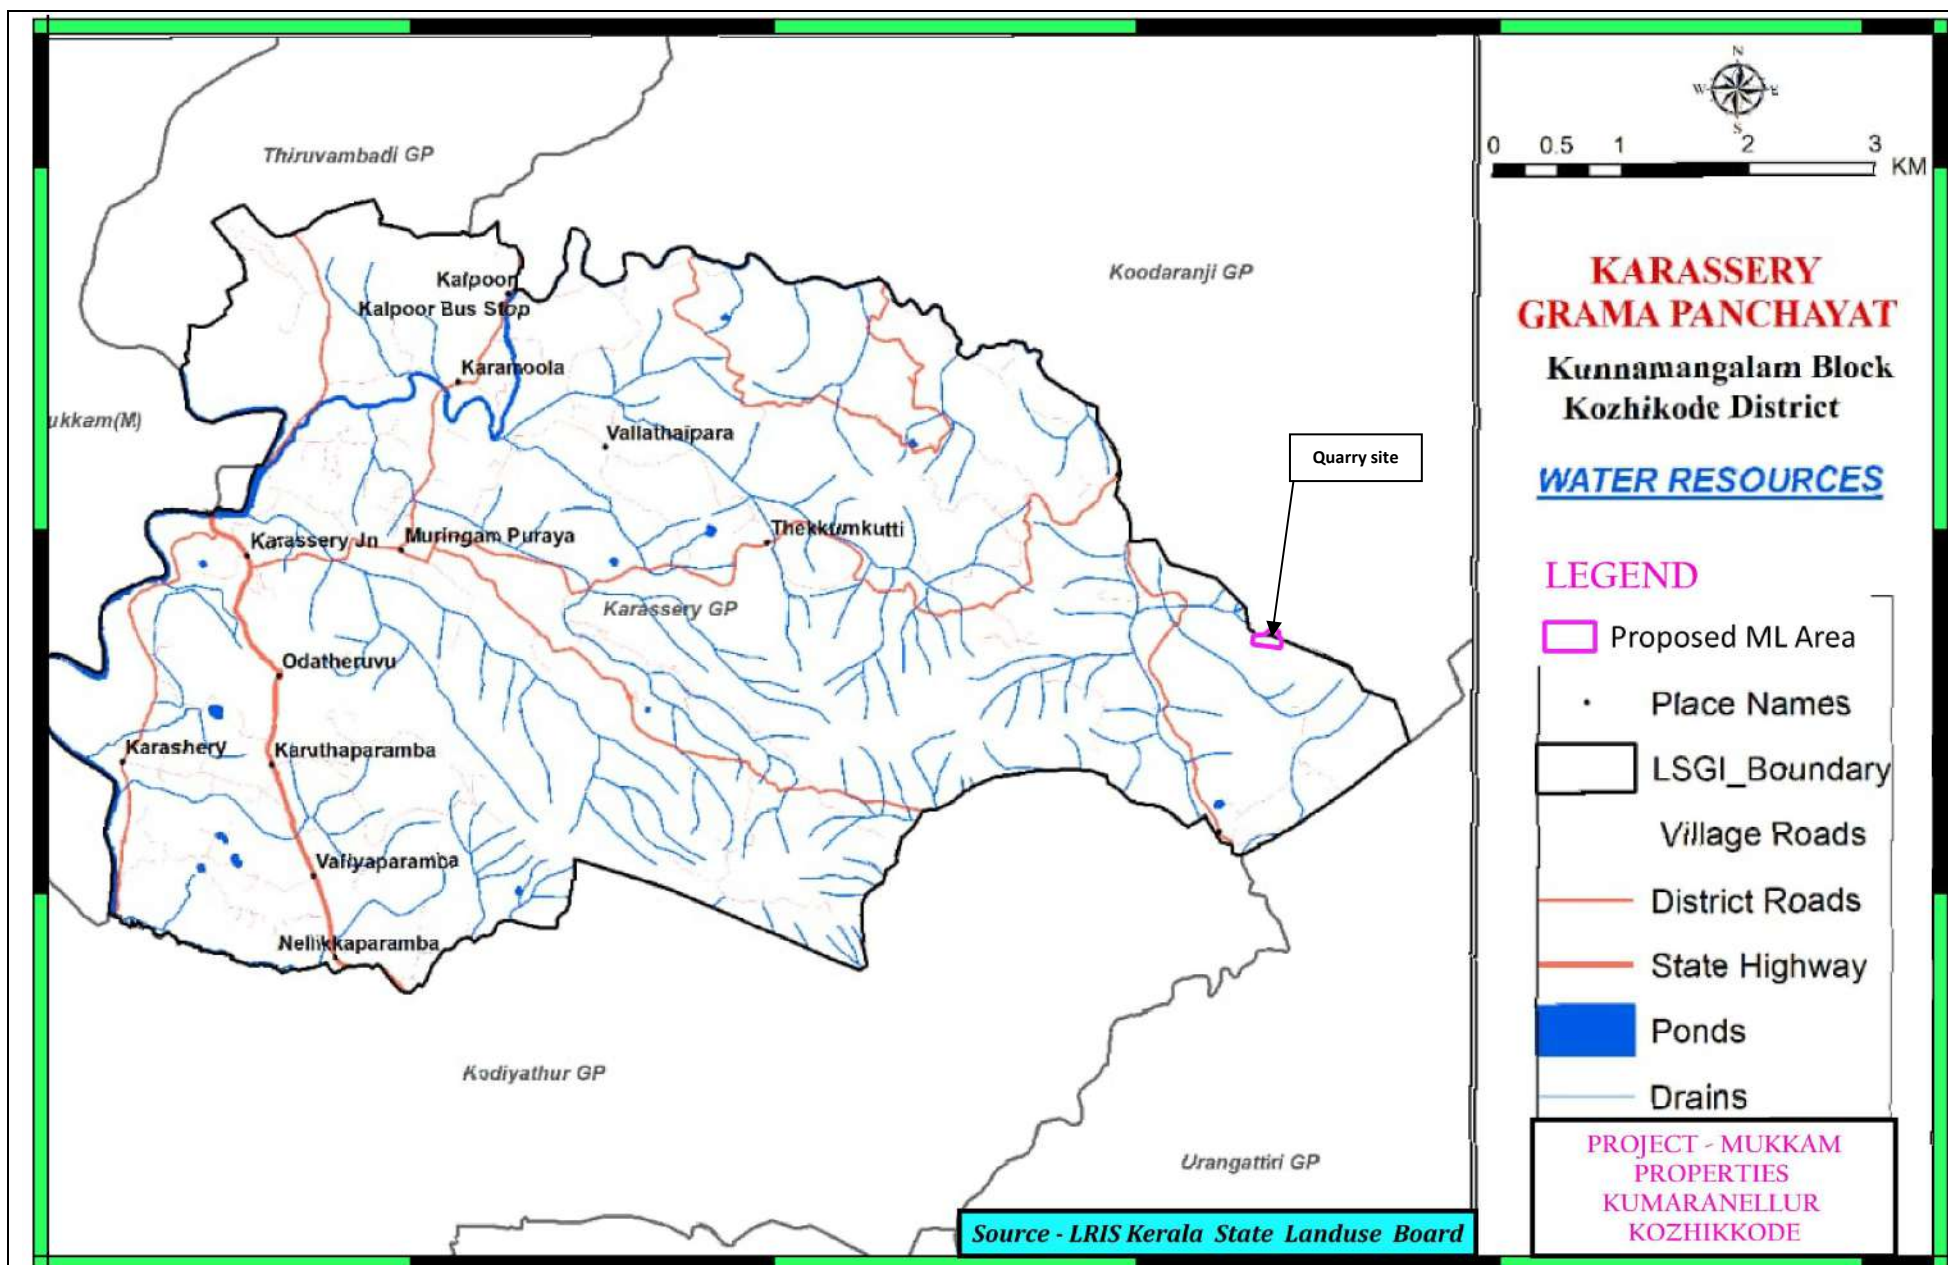 Thiruvambadi GP
Koodaranji GP
Kalpoor
Kalpoor Bus Stop
Karamoola
ukkam(M)
Vallathaipara
Quarry site
Karassery Jn
Muringam Puraya
Thekkumkutti
Karassery GP
Odatheruvu
Karashery
Karuthaparamba
Valiyaparamba
Nellikkaparamba
Kodiyathur GP
Urangattiri GP
Source - LRIS Kerala State Landuse Board
N
W E
S
0 0.5 1 2 3
KM
KARASSERY
GRAMA PANCHAYAT
Kunnamangalam Block
Kozhikode District
WATER RESOURCES
LEGEND
Proposed ML Area
Place Names
LSGI_Boundary
Village Roads
District Roads
State Highway
Ponds
Drains
PROJECT - MUKKAM
PROPERTIES
KUMARANELLUR
KOZHIKKODE